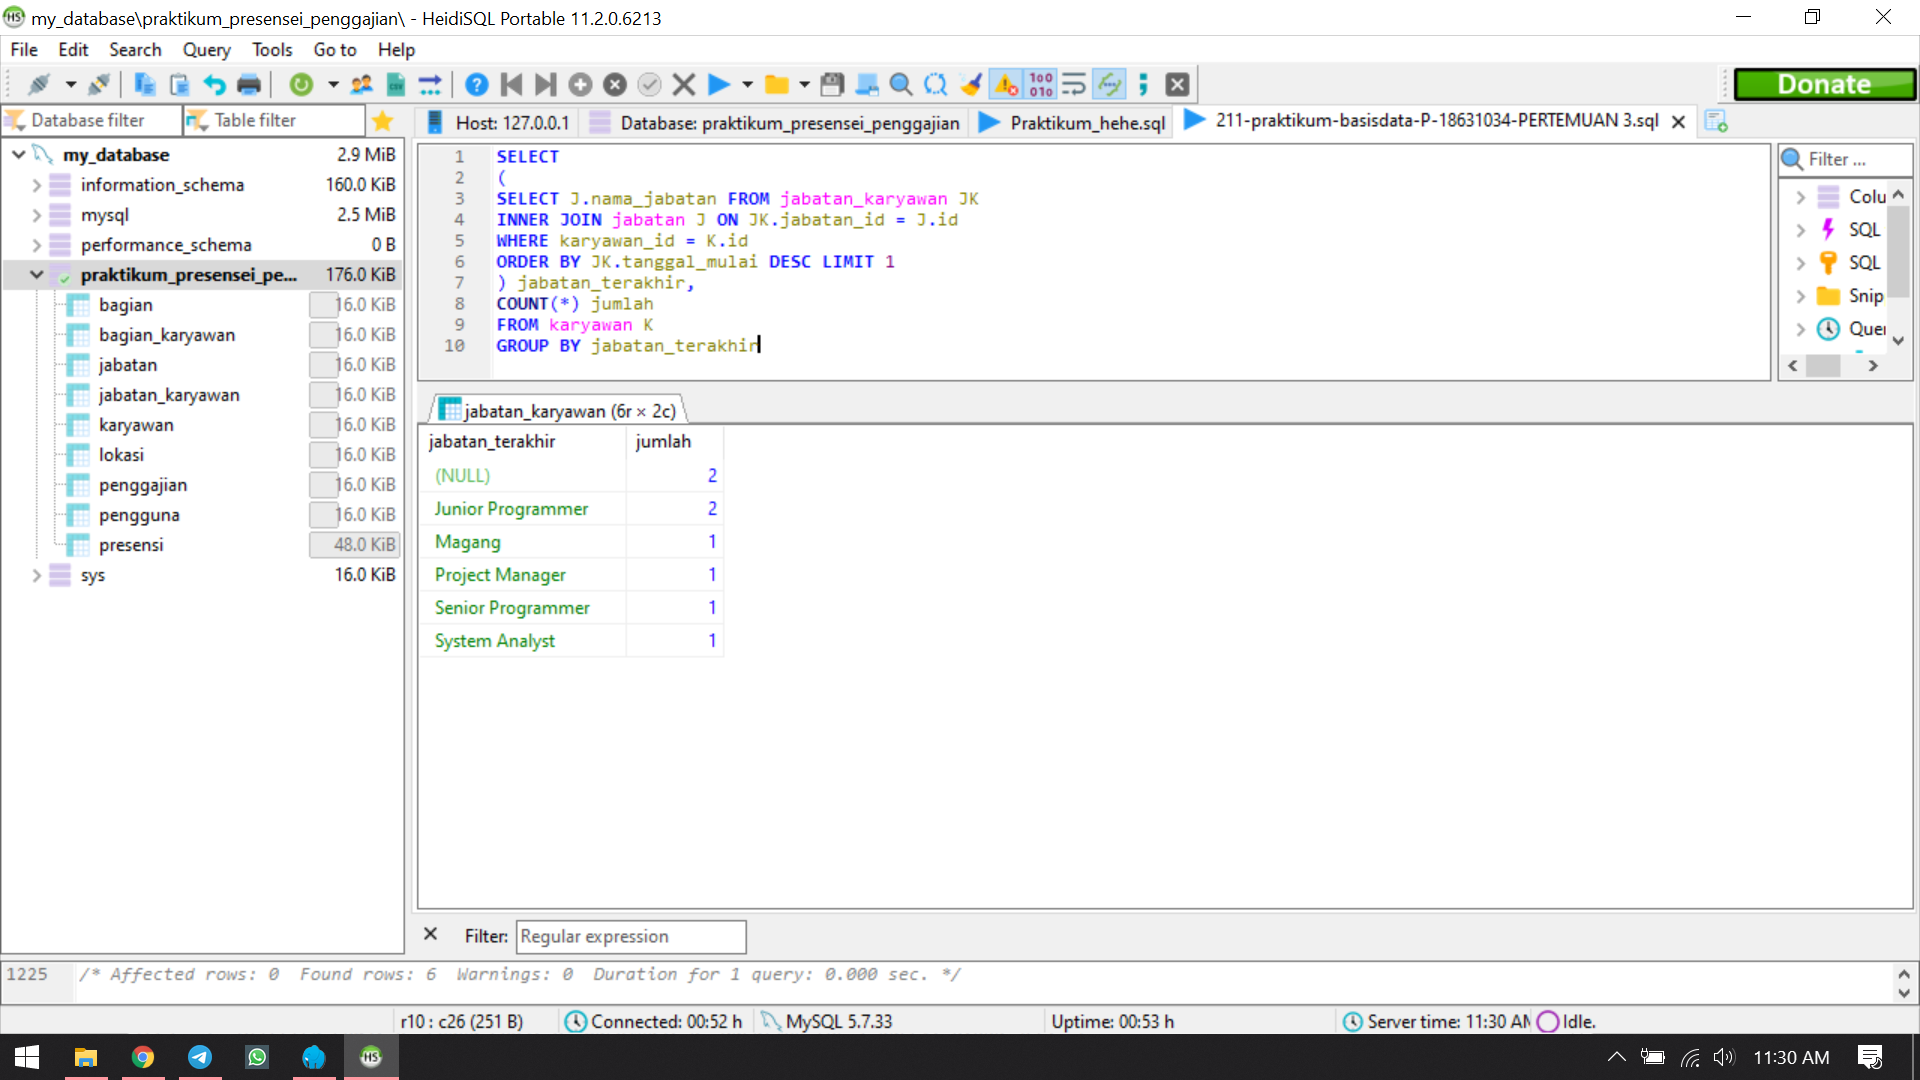 my_database\praktikum_presensei_penggajian\ - HeidiSQL Portable 11.2.0.6213
File Edit Search Query Tools Go to Help
Donate
Database filter
Table filter
Host: 127.0.0.1
Database: praktikum_presensei_penggajian
Praktikum_hehe.sql
211-praktikum-basisdata-P-18631034-PERTEMUAN 3.sql
my_database 2.9 MiB
information_schema 160.0 KiB
mysql 2.5 MiB
performance_schema 0 B
praktikum_presensei_pe... 176.0 KiB
bagian 16.0 KiB
bagian_karyawan 16.0 KiB
jabatan 16.0 KiB
jabatan_karyawan 16.0 KiB
karyawan 16.0 KiB
lokasi 16.0 KiB
penggajian 16.0 KiB
pengguna 16.0 KiB
presensi 48.0 KiB
sys 16.0 KiB
1 SELECT
2 (
3 SELECT J.nama_jabatan FROM jabatan_karyawan JK
4 INNER JOIN jabatan J ON JK.jabatan_id = J.id
5 WHERE karyawan_id = K.id
6 ORDER BY JK.tanggal_mulai DESC LIMIT 1
7 ) jabatan_terakhir,
8 COUNT(*) jumlah
9 FROM karyawan K
10 GROUP BY jabatan_terakhir
Filter ...
Colu
SQL
SQL
Snip
Quer
jabatan_karyawan (6r × 2c)
jabatan_terakhir jumlah
(NULL) 2
Junior Programmer 2
Magang 1
Project Manager 1
Senior Programmer 1
System Analyst 1
Filter: Regular expression
1225 /* Affected rows: 0 Found rows: 6 Warnings: 0 Duration for 1 query: 0.000 sec. */
r10 : c26 (251 B)
Connected: 00:52 h
MySQL 5.7.33
Uptime: 00:53 h
Server time: 11:30 AM
Idle.
HS
11:30 AM